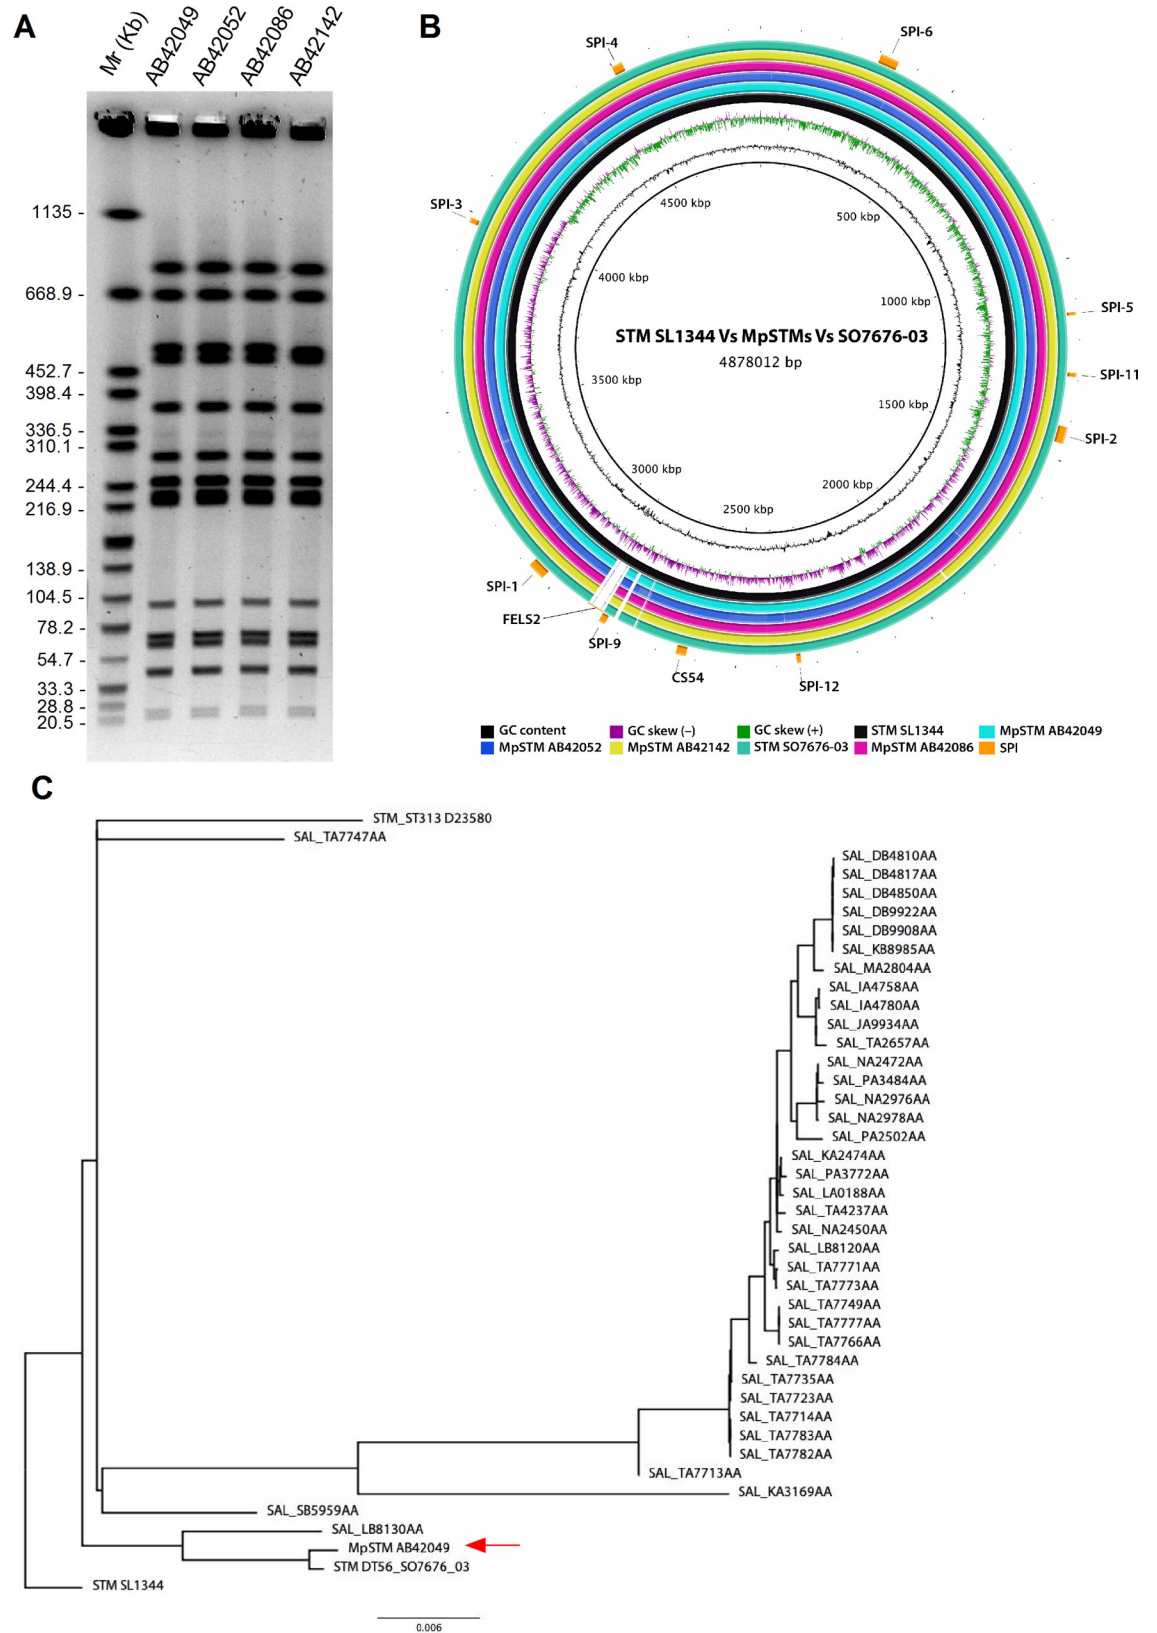 A
Mr (Kb)
AB42049
AB42052
AB42086
AB42142
1135 -
668.9 -
452.7 -
398.4 -
336.5 -
310.1 -
244.4 -
216.9 -
138.9 -
104.5 -
78.2 -
54.7 -
33.3 -
28.8 -
20.5 -
B
SPI-4
SPI-6
SPI-3
SPI-5
SPI-11
SPI-2
SPI-1
FELS2
SPI-9
CS54
SPI-12
4500 kbp
500 kbp
4000 kbp
1000 kbp
STM SL1344 Vs MpSTMs Vs SO7676-03
4878012 bp
3500 kbp
1500 kbp
3000 kbp
2000 kbp
2500 kbp
GC content
GC skew (−)
GC skew (+)
STM SL1344
MpSTM AB42049
MpSTM AB42052
MpSTM AB42142
STM SO7676-03
MpSTM AB42086
SPI
C
STM_ST313 D23580
SAL_TA7747AA
SAL_DB4810AA
SAL_DB4817AA
SAL_DB4850AA
SAL_DB9922AA
SAL_DB9908AA
SAL_KB8985AA
SAL_MA2804AA
SAL_IA4758AA
SAL_IA4780AA
SAL_JA9934AA
SAL_TA2657AA
SAL_NA2472AA
SAL_PA3484AA
SAL_NA2976AA
SAL_NA2978AA
SAL_PA2502AA
SAL_KA2474AA
SAL_PA3772AA
SAL_LA0188AA
SAL_TA4237AA
SAL_NA2450AA
SAL_LB8120AA
SAL_TA7771AA
SAL_TA7773AA
SAL_TA7749AA
SAL_TA7777AA
SAL_TA7766AA
SAL_TA7784AA
SAL_TA7735AA
SAL_TA7723AA
SAL_TA7714AA
SAL_TA7783AA
SAL_TA7782AA
SAL_TA7713AA
SAL_KA3169AA
SAL_SB5959AA
SAL_LB8130AA
MpSTM AB42049
STM DT56_SO7676_03
STM SL1344
0.006